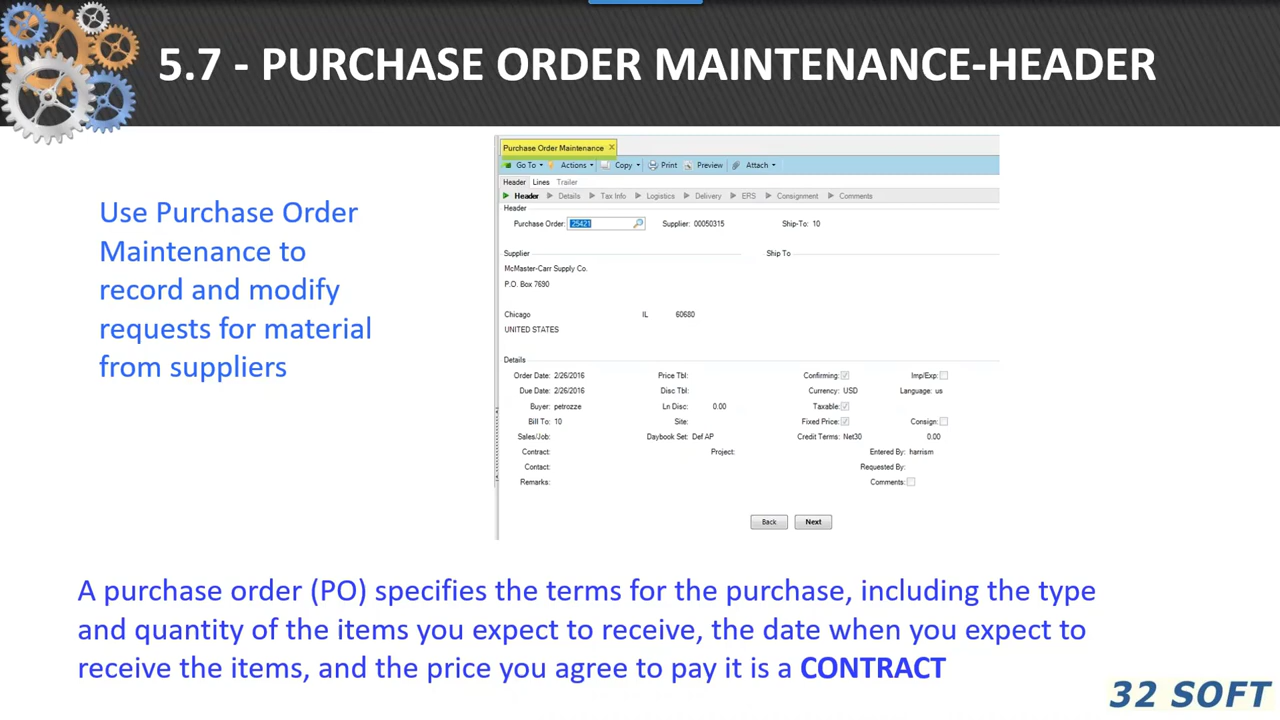 5.7 - PURCHASE ORDER MAINTENANCE-HEADER
Use Purchase Order
Maintenance to
record and modify
requests for material
from suppliers
Purchase Order Maintenance
Go To Actions Copy Print Preview Attach
Header Lines Trailer
Header Details Tax Info Logistics Delivery ERS Consignment Comments
Header
Purchase Order: 25421 Supplier: 00050315 Ship-To: 10
Supplier Ship To
McMaster-Carr Supply Co.
P.O. Box 7690
Chicago IL 60680
UNITED STATES
Details
Order Date: 2/26/2016 Price Tbl: Confirming: Imp/Exp:
Due Date: 2/26/2016 Disc Tbl: Currency: USD Language: us
Buyer: petrozze Ln Disc: 0.00 Taxable:
Bill To: 10 Site: Fixed Price: Consign:
Sales/Job: Daybook Set: Def AP Credit Terms: Net30 0.00
Contract: Project: Entered By: harrism
Contact: Requested By:
Remarks: Comments:
Back Next
A purchase order (PO) specifies the terms for the purchase, including the type
and quantity of the items you expect to receive, the date when you expect to
receive the items, and the price you agree to pay it is a CONTRACT
32 SOFT